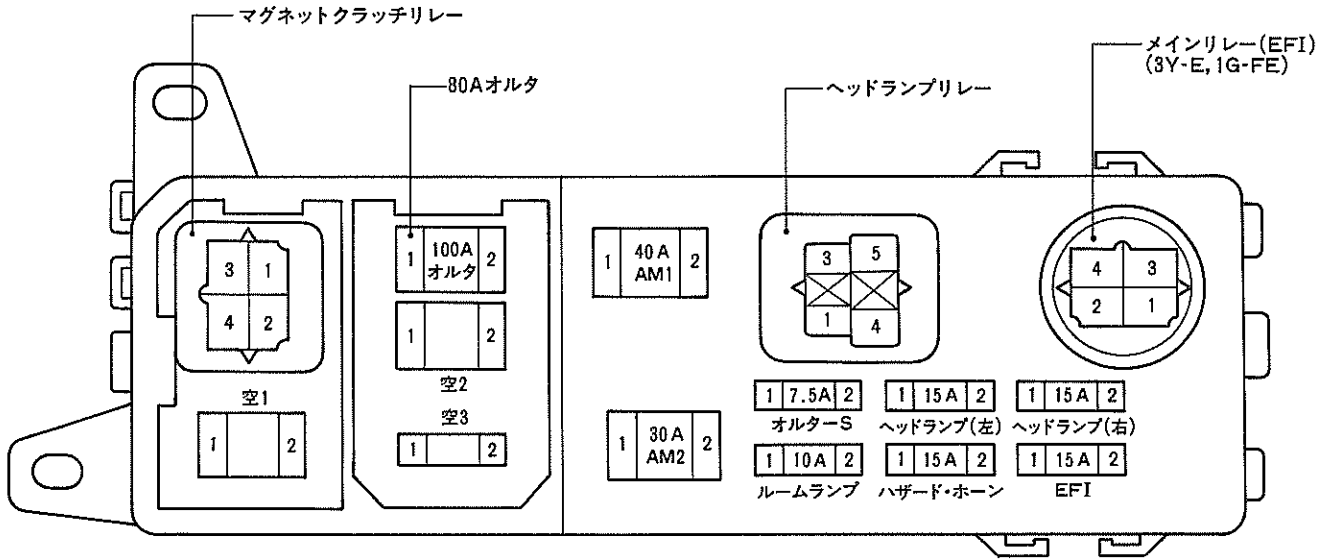 マグネットクラッチリレー
80Aオルタ
ヘッドランプリレー
メインリレー(EFI)
(3Y-E, 1G-FE)
3 1
4 2
1 100A 2
オルタ
1 2
空2
空3
1 2
空1
1 2
1 40A 2
AM1
1 30A 2
AM2
3 5
1 4
4 3
2 1
1 7.5A 2
オルターS
1 15A 2
ヘッドランプ(左)
1 15A 2
ヘッドランプ(右)
1 10A 2
ルームランプ
1 15A 2
ハザード・ホーン
1 15A 2
EFI